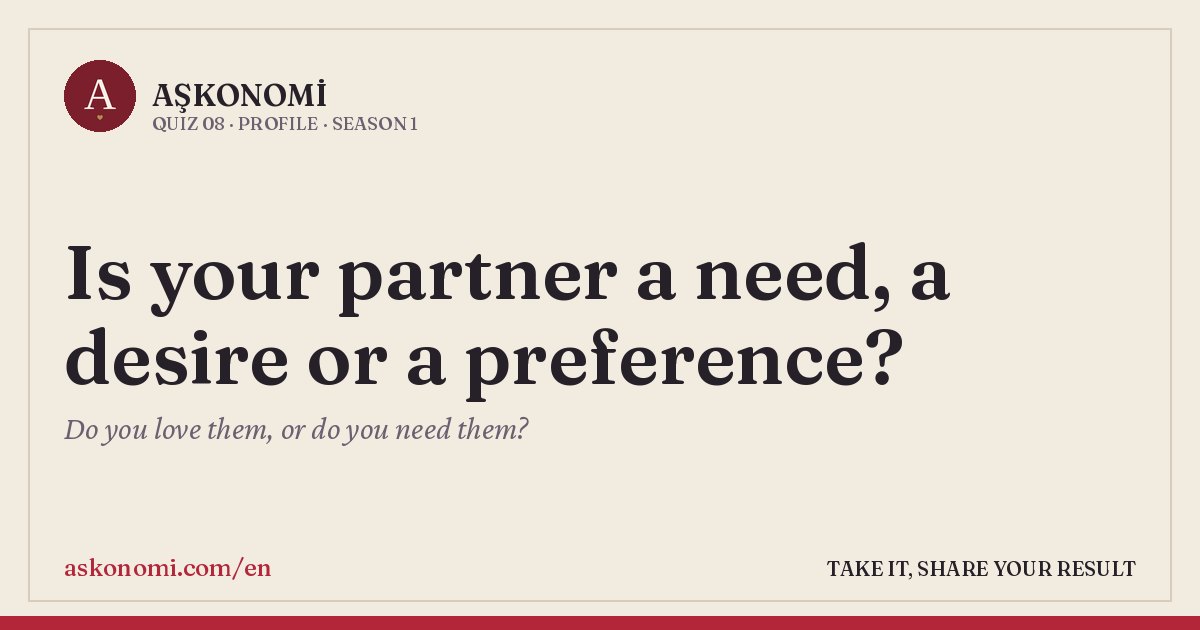 A
AŞKONOMİ
QUIZ 08 · PROFILE · SEASON 1
Is your partner a need, a
desire or a preference?
Do you love them, or do you need them?
askonomi.com/en
TAKE IT, SHARE YOUR RESULT